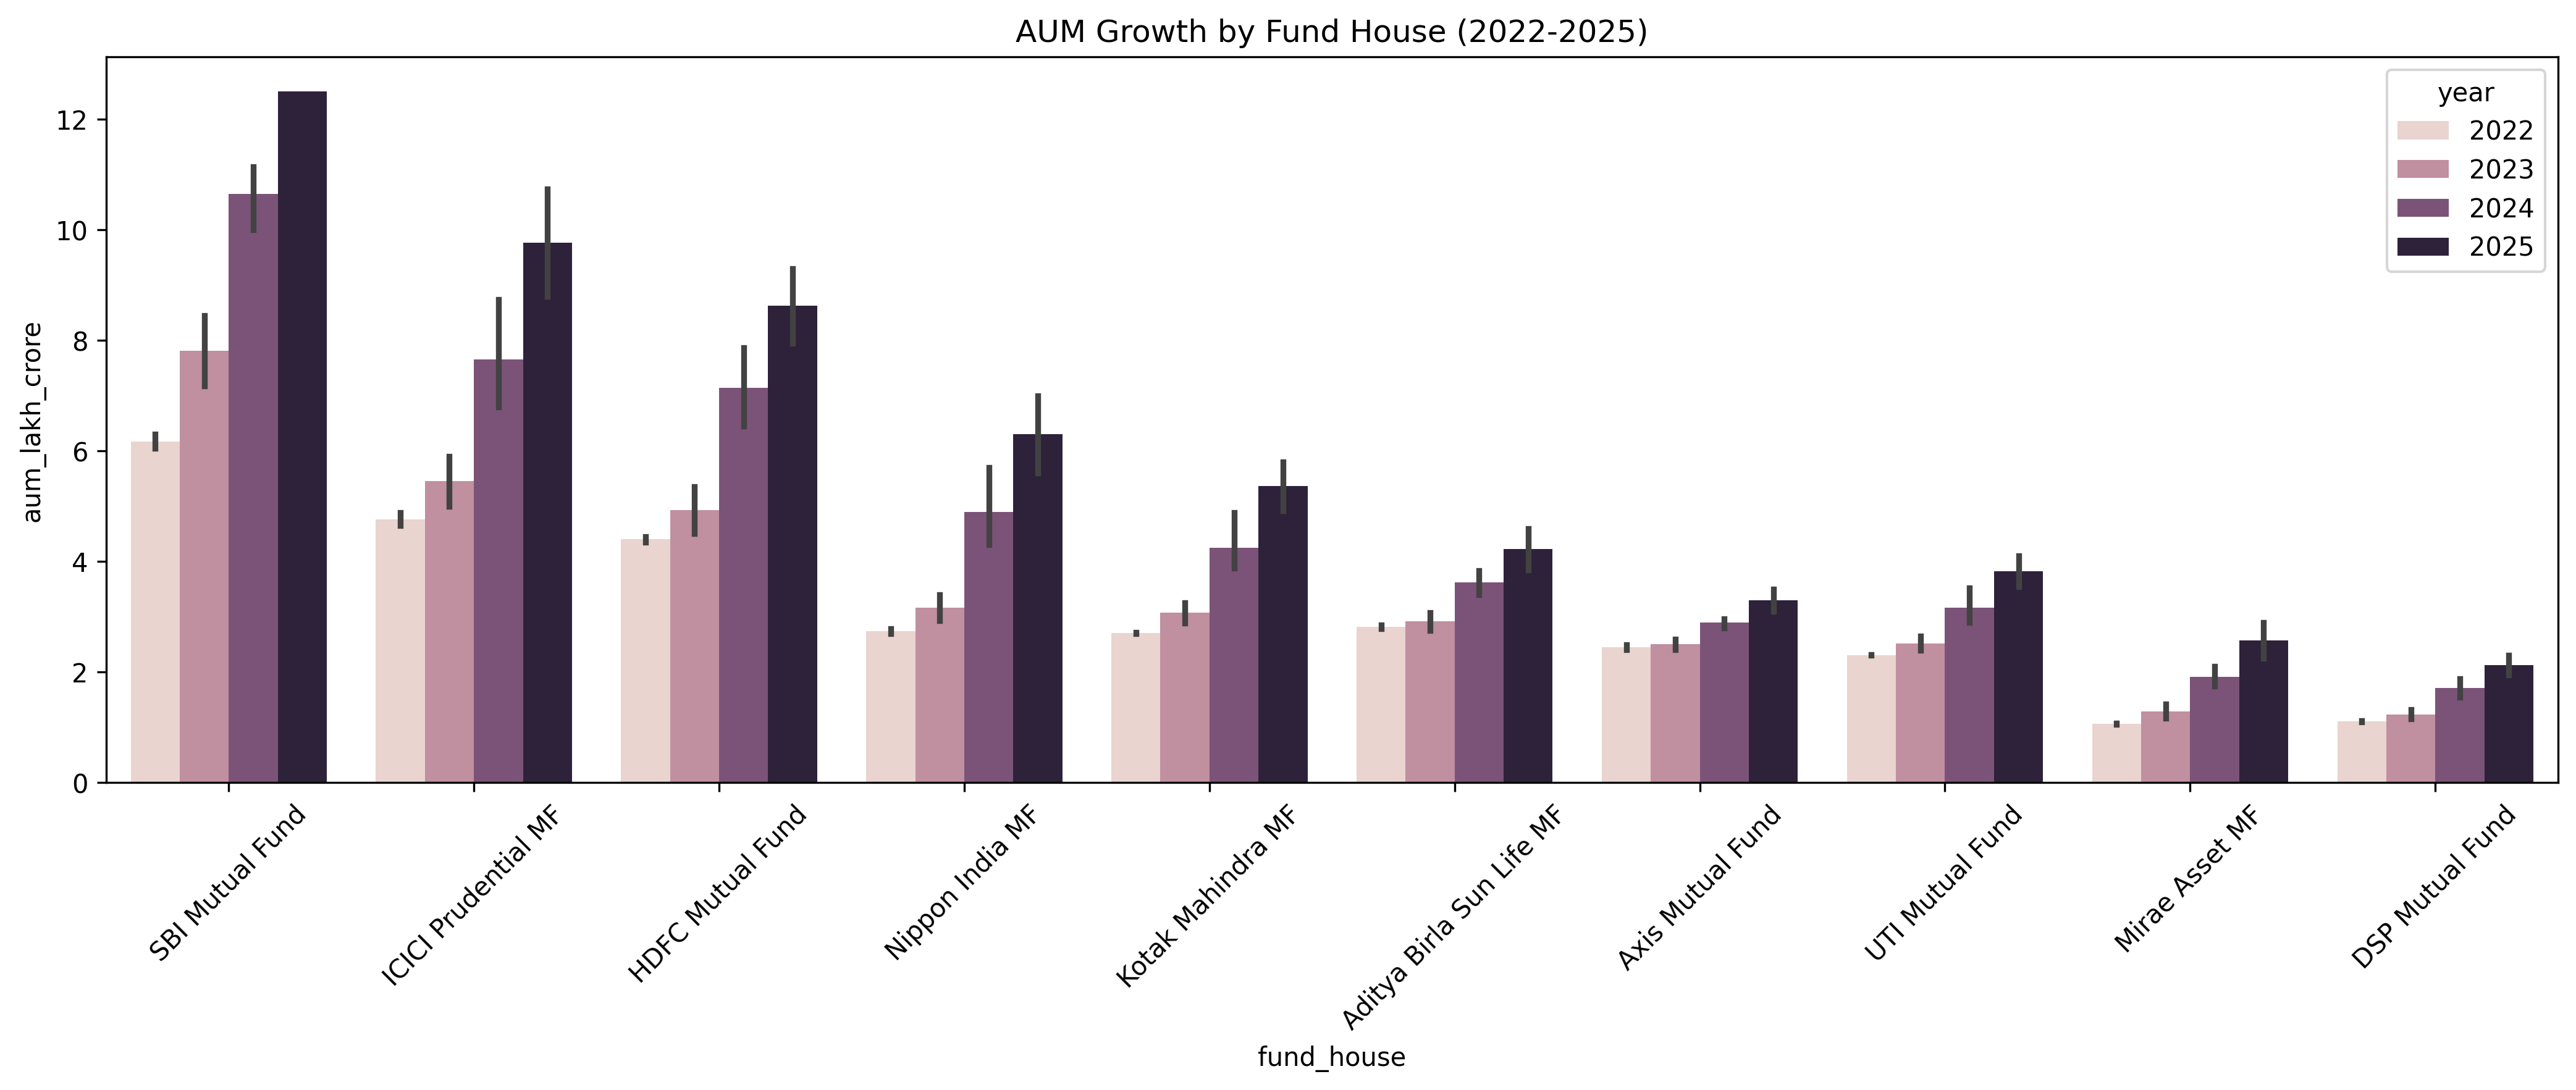 AUM Growth by Fund House (2022-2025)
year
2022
2023
2024
2025
aum_lakh_crore
12
10
8
6
4
2
0
SBI Mutual Fund
ICICI Prudential MF
HDFC Mutual Fund
Nippon India MF
Kotak Mahindra MF
Aditya Birla Sun Life MF
Axis Mutual Fund
UTI Mutual Fund
Mirae Asset MF
DSP Mutual Fund
fund_house